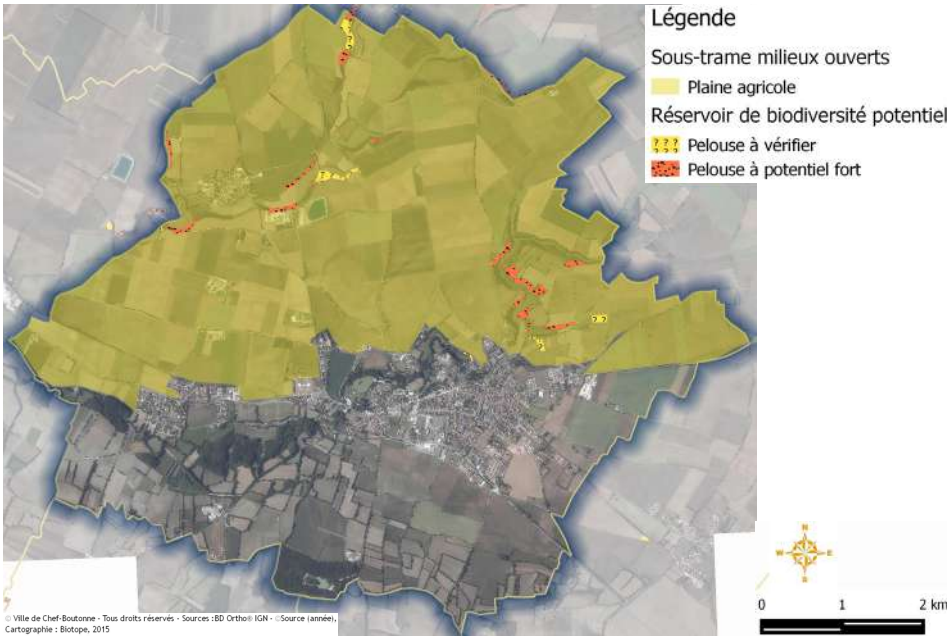 Légende
Sous-trame milieux ouverts
Plaine agricole
Réservoir de biodiversité potentiel
? ? ? Pelouse à vérifier
Pelouse à potentiel fort
N
W E
S
0 1 2 km
© Ville de Chef-Boutonne - Tous droits réservés - Sources :BD Ortho® IGN - ©Source (année),
Cartographie : Biotope, 2015